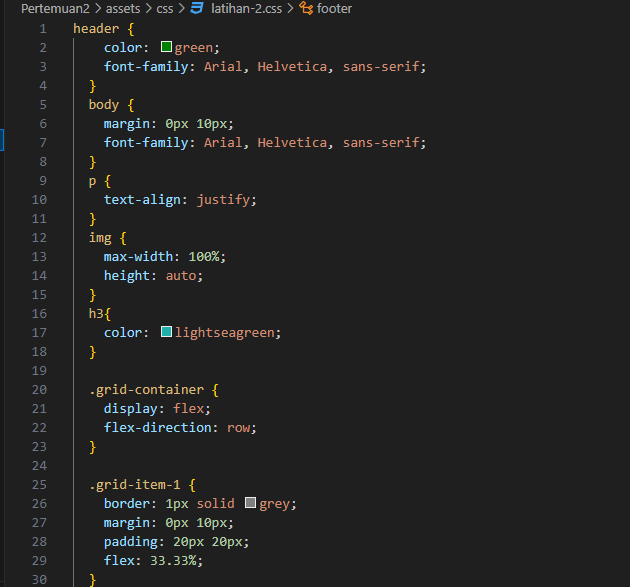 Pertemuan2 > assets > css > latihan-2.css > footer
1 header {
2 color: green;
3 font-family: Arial, Helvetica, sans-serif;
4 }
5 body {
6 margin: 0px 10px;
7 font-family: Arial, Helvetica, sans-serif;
8 }
9 p {
10 text-align: justify;
11 }
12 img {
13 max-width: 100%;
14 height: auto;
15 }
16 h3{
17 color: lightseagreen;
18 }
19
20 .grid-container {
21 display: flex;
22 flex-direction: row;
23 }
24
25 .grid-item-1 {
26 border: 1px solid grey;
27 margin: 0px 10px;
28 padding: 20px 20px;
29 flex: 33.33%;
30 }